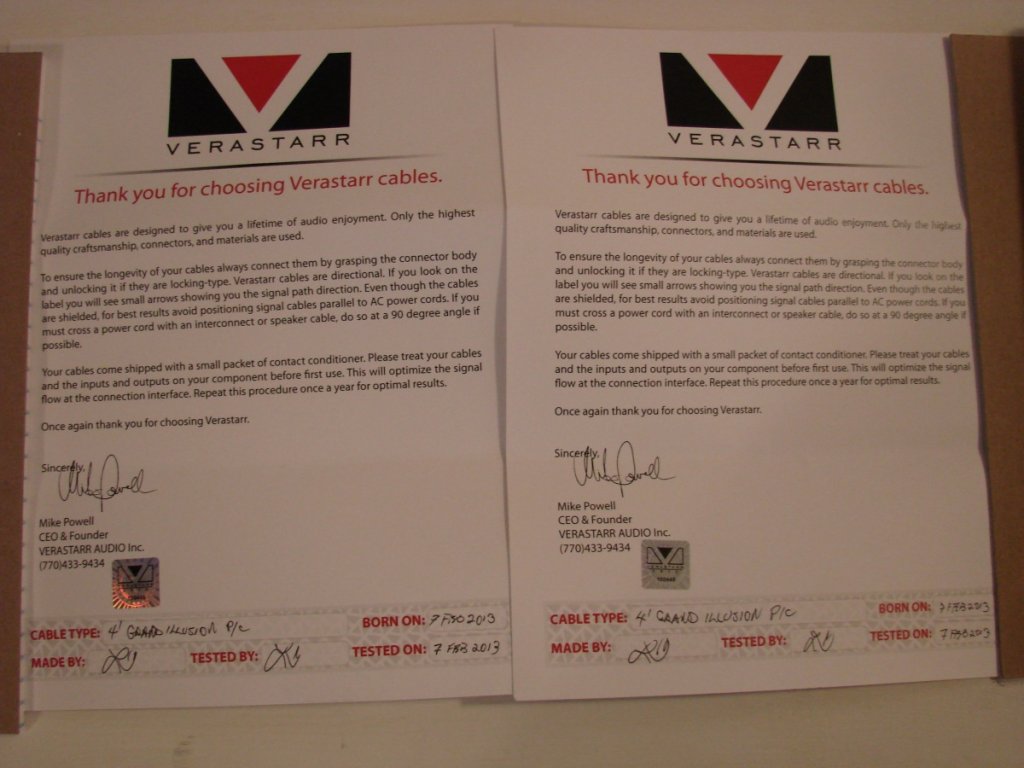 VERASTARR
Thank you for choosing Verastarr cables.
Verastarr cables are designed to give you a lifetime of audio enjoyment. Only the highest
quality craftsmanship, connectors, and materials are used.
To ensure the longevity of your cables always connect them by grasping the connector body
and unlocking it if they are locking-type. Verastarr cables are directional. If you look on the
label you will see small arrows showing you the signal path direction. Even though the cables
are shielded, for best results avoid positioning signal cables parallel to AC power cords. If you
must cross a power cord with an interconnect or speaker cable, do so at a 90 degree angle if
possible.
Your cables come shipped with a small packet of contact conditioner. Please treat your cables
and the inputs and outputs on your component before first use. This will optimize the signal
flow at the connection interface. Repeat this procedure once a year for optimal results.
Once again thank you for choosing Verastarr.
Sincerely,
Mike Powell
Mike Powell
CEO & Founder
VERASTARR AUDIO Inc.
(770)433-9434
CABLE TYPE: 4' GRAND ILLUSION P/C BORN ON: 7 FEB 2013
MADE BY: TESTED BY: TESTED ON: 7 FEB 2013
VERASTARR
Thank you for choosing Verastarr cables.
Verastarr cables are designed to give you a lifetime of audio enjoyment. Only the highest
quality craftsmanship, connectors, and materials are used.
To ensure the longevity of your cables always connect them by grasping the connector body
and unlocking it if they are locking-type. Verastarr cables are directional. If you look on the
label you will see small arrows showing you the signal path direction. Even though the cables
are shielded, for best results avoid positioning signal cables parallel to AC power cords. If you
must cross a power cord with an interconnect or speaker cable, do so at a 90 degree angle if
possible.
Your cables come shipped with a small packet of contact conditioner. Please treat your cables
and the inputs and outputs on your component before first use. This will optimize the signal
flow at the connection interface. Repeat this procedure once a year for optimal results.
Once again thank you for choosing Verastarr.
Sincerely,
Mike Powell
Mike Powell
CEO & Founder
VERASTARR AUDIO Inc.
(770)433-9434
CABLE TYPE: 4' GRAND ILLUSION P/C BORN ON: 7 FEB 2013
MADE BY: TESTED BY: TESTED ON: 7 FEB 2013